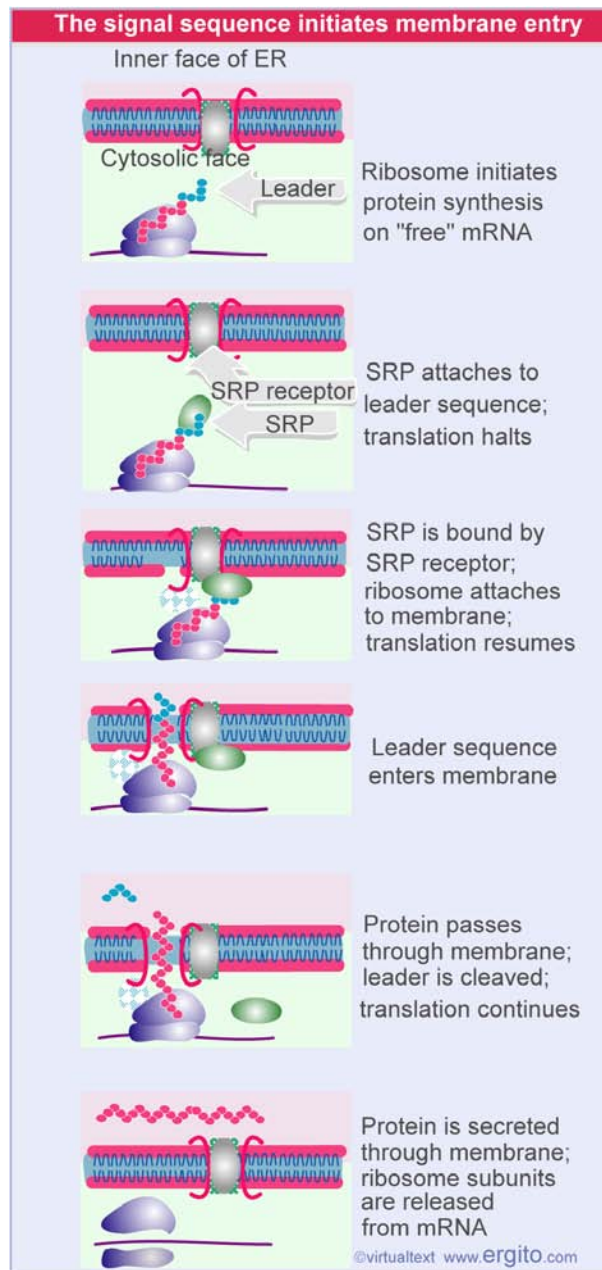 The signal sequence initiates membrane entry
Inner face of ER
Cytosolic face
Leader
Ribosome initiates
protein synthesis
on "free" mRNA
SRP receptor
SRP
SRP attaches to
leader sequence;
translation halts
SRP is bound by
SRP receptor;
ribosome attaches
to membrane;
translation resumes
Leader sequence
enters membrane
Protein passes
through membrane;
leader is cleaved;
translation continues
Protein is secreted
through membrane;
ribosome subunits
are released
from mRNA
©virtualtext www.ergito.com